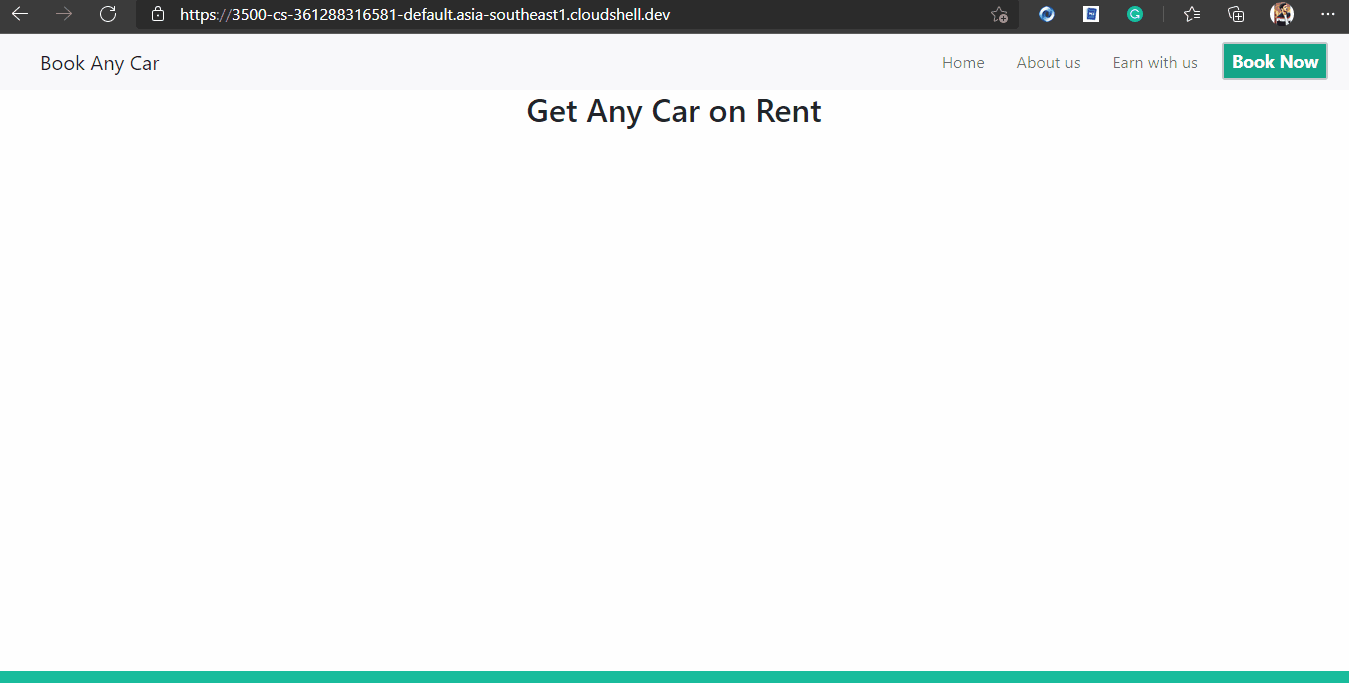 https://3500-cs-361288316581-default.asia-southeast1.cloudshell.dev
Book Any Car
Home
About us
Earn with us
Book Now
Get Any Car on Rent